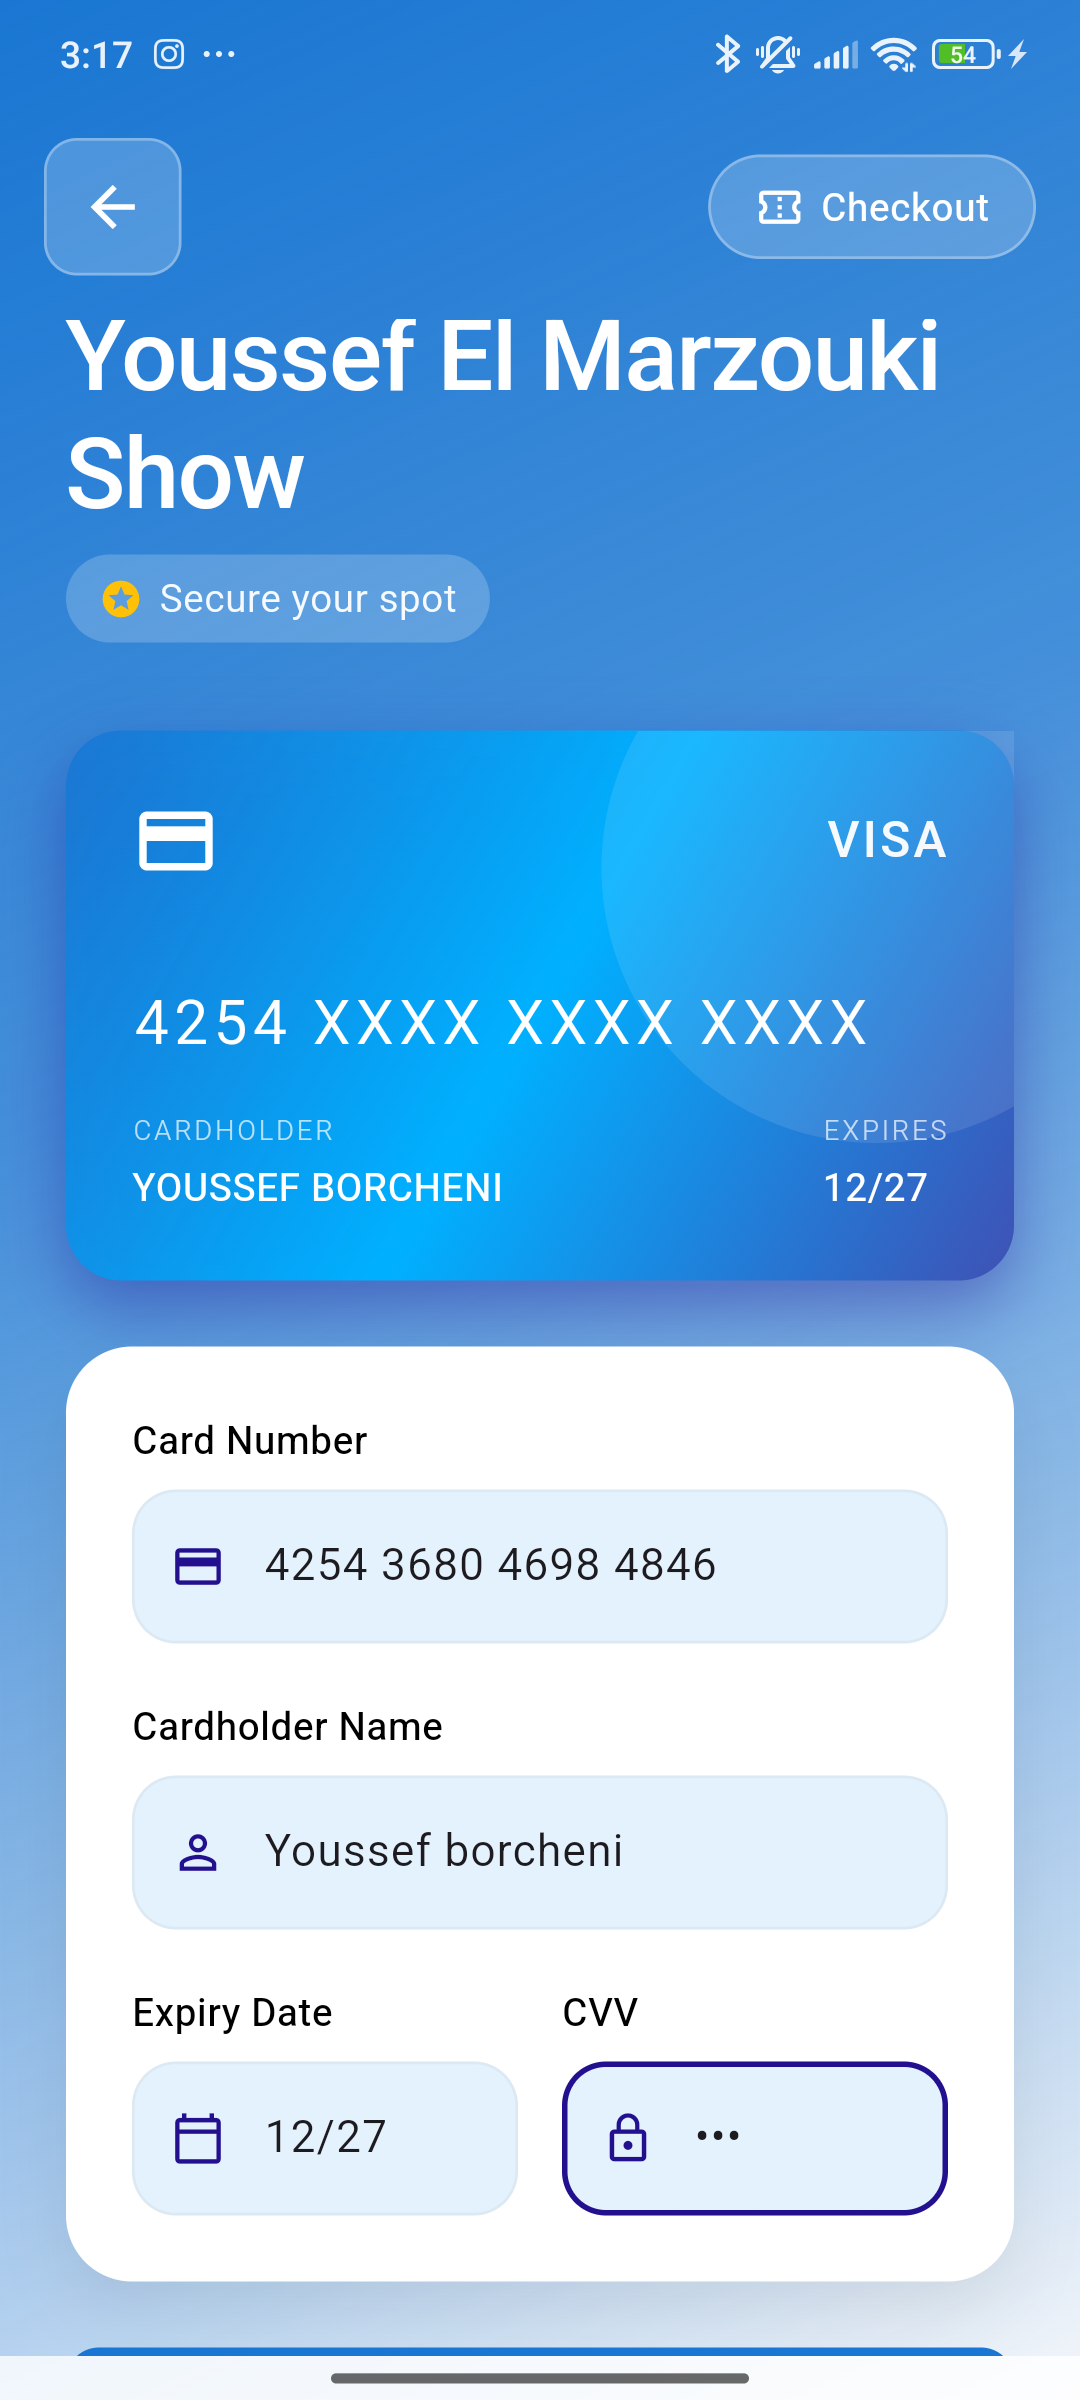 3:17
54
Checkout
Youssef El Marzouki
Show
Secure your spot
VISA
4254 XXXX XXXX XXXX
CARDHOLDER
EXPIRES
YOUSSEF BORCHENI
12/27
Card Number
4254 3680 4698 4846
Cardholder Name
Youssef borcheni
Expiry Date
CVV
12/27
•••